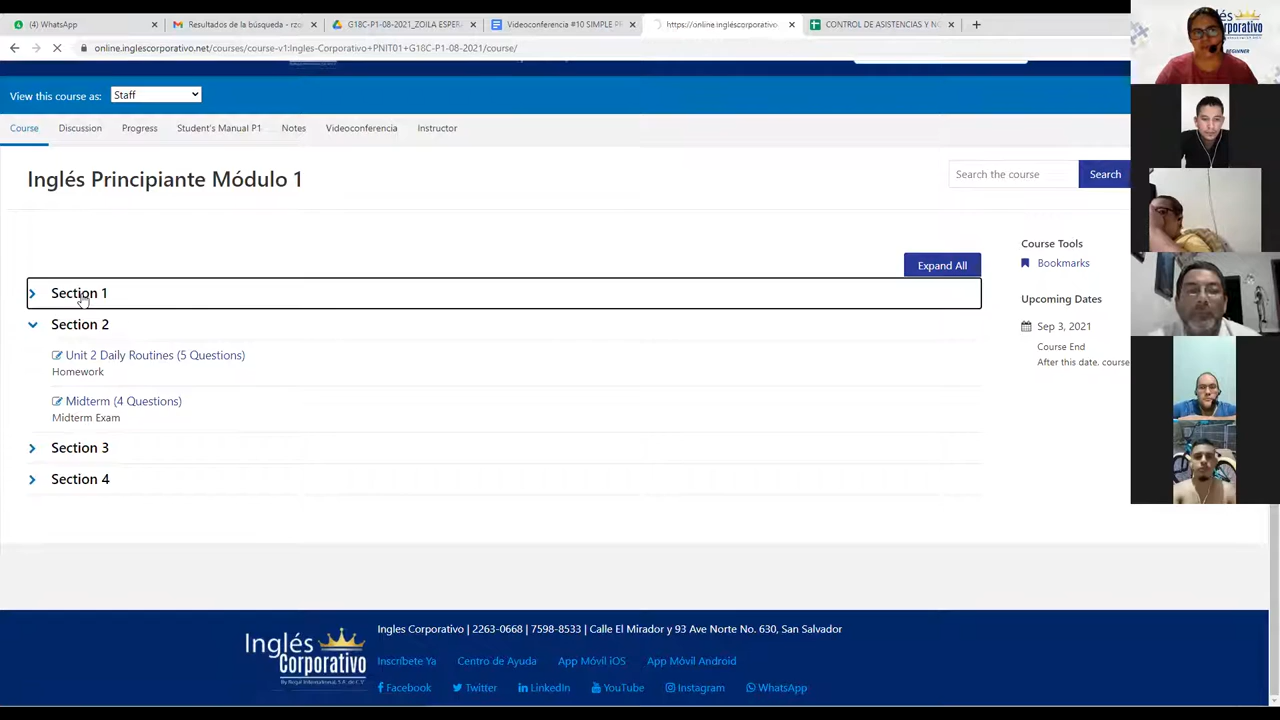 (4) WhatsApp
Resultados de la búsqueda - rzo
G18C-P1-08-2021_ZOILA ESPER
Videoconferencia #10 SIMPLE P
https://online.ingléscorporativo.
CONTROL DE ASISTENCIAS Y N
online.inglescorporativo.net/courses/course-v1:Ingles-Corporativo+PNIT01+G18C-P1-08-2021/course/
View this course as: Staff
Course Discussion Progress Student's Manual P1 Notes Videoconferencia Instructor
Inglés Principiante Módulo 1
Search the course
Search
Expand All
Section 1
Section 2
Unit 2 Daily Routines (5 Questions)
Homework
Midterm (4 Questions)
Midterm Exam
Section 3
Section 4
Course Tools
Bookmarks
Upcoming Dates
Sep 3, 2021
Course End
After this date, course
Inglés
Corporativo
BEGINNER
Inglés
Corporativo
Ingles Corporativo | 2263-0668 | 7598-8533 | Calle El Mirador y 93 Ave Norte No. 630, San Salvador
Inscríbete Ya Centro de Ayuda App Móvil iOS App Móvil Android
Facebook Twitter LinkedIn YouTube Instagram WhatsApp